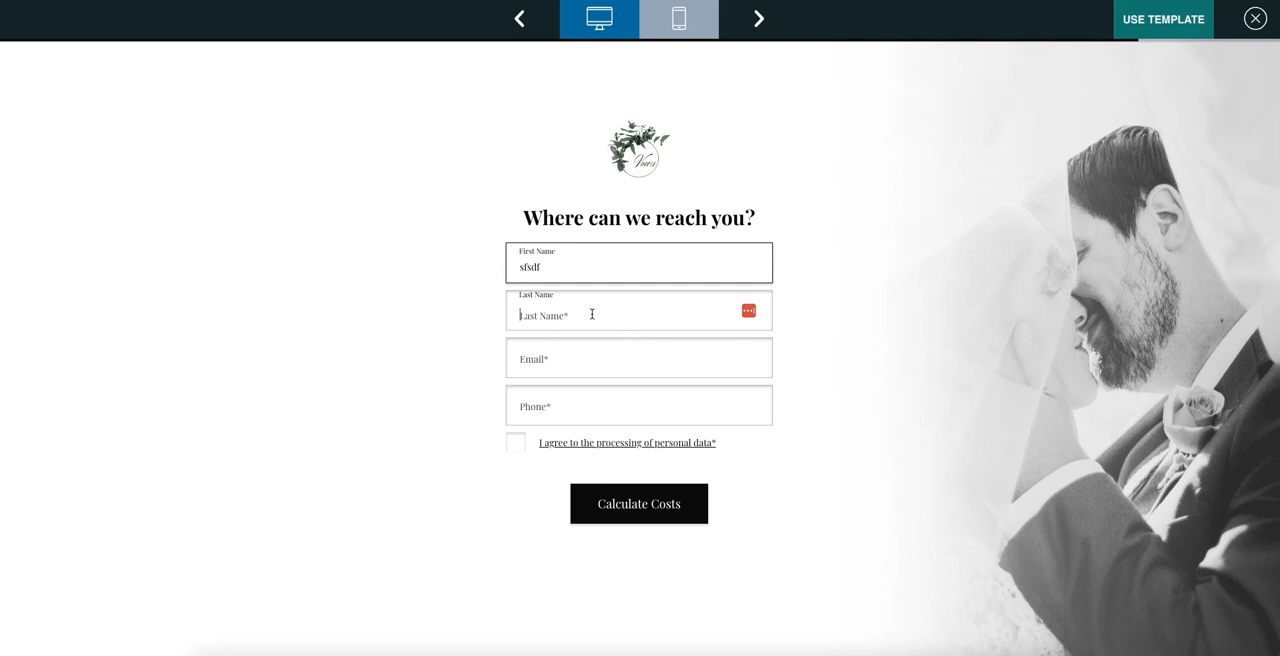 USE TEMPLATE
Vows
Where can we reach you?
First Name
sfsdf
Last Name
Last Name*
Email*
Phone*
I agree to the processing of personal data*
Calculate Costs